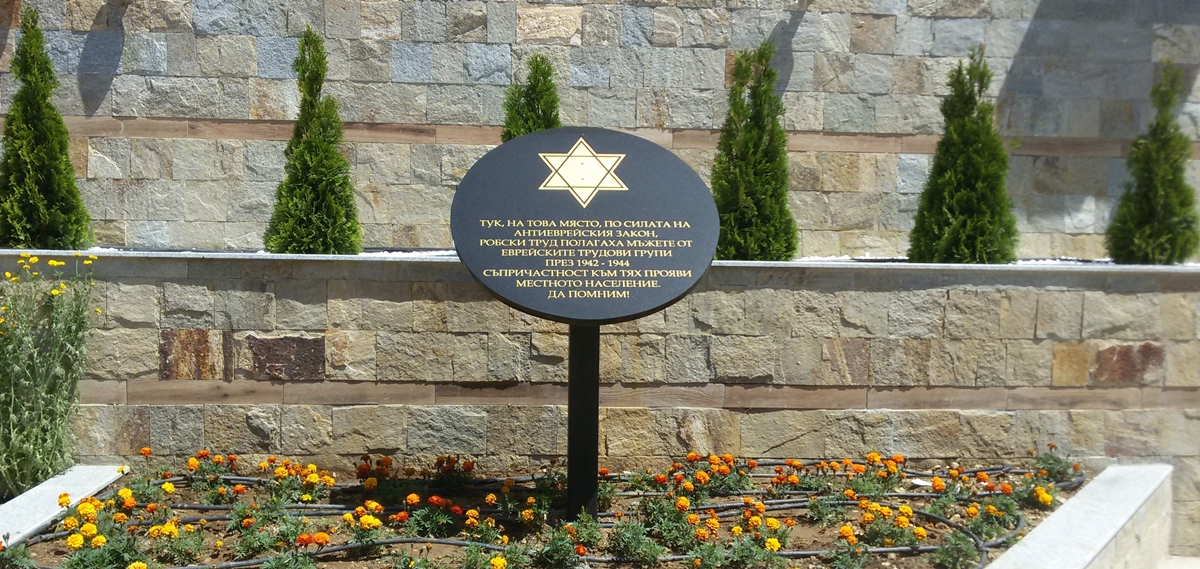 ТУК, НА ТОВА МЯСТО, ПО СИЛАТА НА
АНТИЕВРЕЙСКИЯ ЗАКОН,
РОБСКИ ТРУД ПОЛАГАХА МЪЖЕТЕ ОТ
ЕВРЕЙСКИТЕ ТРУДОВИ ГРУПИ
ПРЕЗ 1942 - 1944
СЪПРИЧАСТНОСТ КЪМ ТЯХ ПРОЯВИ
МЕСТНОТО НАСЕЛЕНИЕ.
ДА ПОМНИМ!